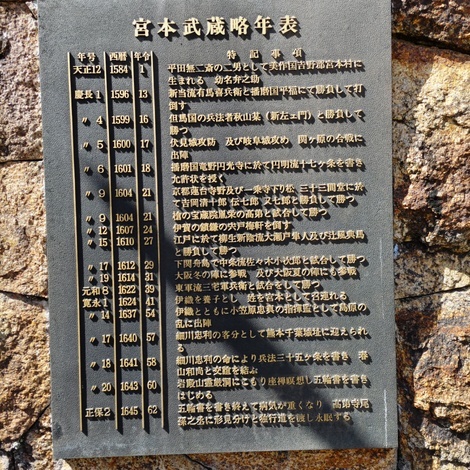 宮本武蔵略年表
年号 西暦 年令 特記事項
天正12 1584 1 平田無二斎の二男として美作国吉野郡宮本村に
生まれる 幼名弁之助
慶長1 1596 13 新当流有馬喜兵衛と播磨国平福にて勝負して打
倒す
〃4 1599 16 但馬国の兵法者秋山某(新左ェ門)と勝負して
勝つ
〃5 1600 17 伏見城攻防 及び岐阜城攻め 関ヶ原の合戦に
出陣
〃6 1601 18 播磨国竜野円光寺に於て円明流十七ヶ条を書き
允許状を授く
〃9 1604 21 京都蓮台寺野及び一乗寺下り松 三十三間堂に於
て吉岡清十郎 伝七郎 又七郎と勝負して勝つ
〃9 1604 21 槍の宝蔵院胤栄の高弟と試合して勝つ
〃12 1607 24 伊賀の鎖鎌の宍戸梅軒を倒す
〃15 1610 27 江戸に於て柳生新陰流大瀬戸隼人及び辻風典馬
と勝負して勝つ
〃17 1612 29 下関舟島で中条流佐々木小次郎と試合して勝つ
〃19 1614 31 大阪冬の陣に参戦 及び大阪夏の陣にも参戦
元和8 1622 39 東軍流三宅軍兵衛と試合をして勝つ
寛永1 1624 41 伊織を養子とし 姓を宮本として召連れる
〃14 1637 54 伊織とともに小笠原忠真の指揮監として島原の
乱に出陣
〃17 1640 57 細川忠利の客分として熊本千葉城址に迎えられ
る
〃18 1641 58 細川忠利の命により兵法三十五ヶ条を書き 春
山和尚と交誼を結ぶ
〃20 1643 60 岩殿山霊巌洞にこもり座禅瞑想し五輪書を書き
はじめる
正保2 1645 62 五輪書を書き終えて病気が重くなり 高弟寺尾
孫之丞に形見分けと独行道を渡し永眠する